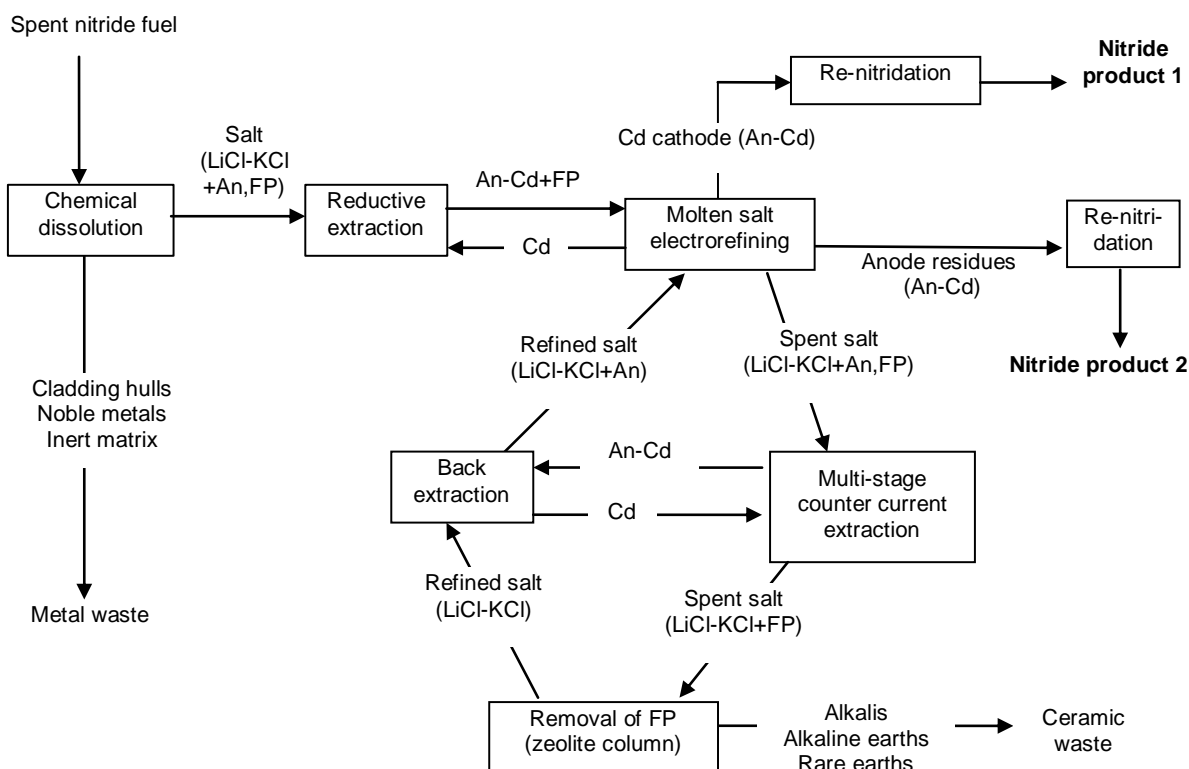 Spent nitride fuel
Nitride
product 1
Re-nitridation
Cd cathode (An-Cd)
Salt
(LiCl-KCl
+An,FP)
An-Cd+FP
Chemical
dissolution
Reductive
extraction
Molten salt
electrorefining
Re-nitri-
dation
Cd
Anode residues
(An-Cd)
Refined salt
(LiCl-KCl+An)
Spent salt
(LiCl-KCl+An,FP)
Nitride product 2
Cladding hulls
Noble metals
Inert matrix
An-Cd
Back
extraction
Multi-stage
counter current
extraction
Cd
Refined salt
(LiCl-KCl)
Spent salt
(LiCl-KCl+FP)
Metal waste
Removal of FP
(zeolite column)
Alkalis
Alkaline earths
Rare earths
Ceramic
waste